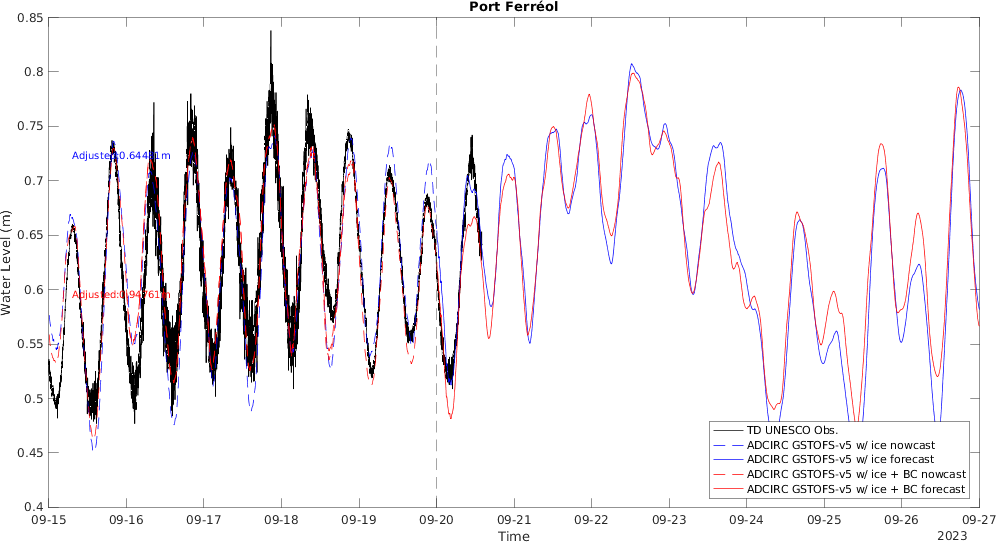 Port Ferréol
0.85
0.8
0.75
0.7
0.65
0.6
0.55
0.5
0.45
0.4
Water Level (m)
Adjusted:0.64481m
TD UNESCO Obs.
ADCIRC GSTOFS-v5 w/ ice nowcast
ADCIRC GSTOFS-v5 w/ ice forecast
ADCIRC GSTOFS-v5 w/ ice + BC nowcast
ADCIRC GSTOFS-v5 w/ ice + BC forecast
09-15 09-16 09-17 09-18 09-19 09-20 09-21 09-22 09-23 09-24 09-25 09-26 09-27
Time
2023